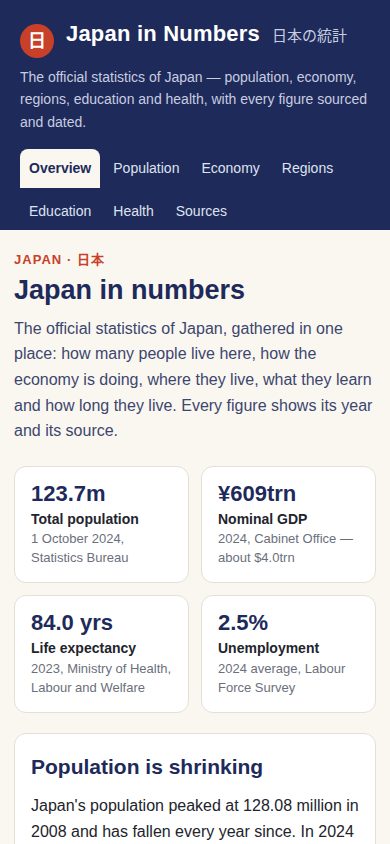 日 Japan in Numbers 日本の統計
The official statistics of Japan — population, economy,
regions, education and health, with every figure sourced
and dated.
Overview Population Economy Regions
Education Health Sources
JAPAN · 日本
Japan in numbers
The official statistics of Japan, gathered in one
place: how many people live here, how the
economy is doing, where they live, what they learn
and how long they live. Every figure shows its year
and its source.
123.7m
Total population
1 October 2024,
Statistics Bureau
¥609trn
Nominal GDP
2024, Cabinet Office —
about $4.0trn
84.0 yrs
Life expectancy
2023, Ministry of Health,
Labour and Welfare
2.5%
Unemployment
2024 average, Labour
Force Survey
Population is shrinking
Japan's population peaked at 128.08 million in
2008 and has fallen every year since. In 2024